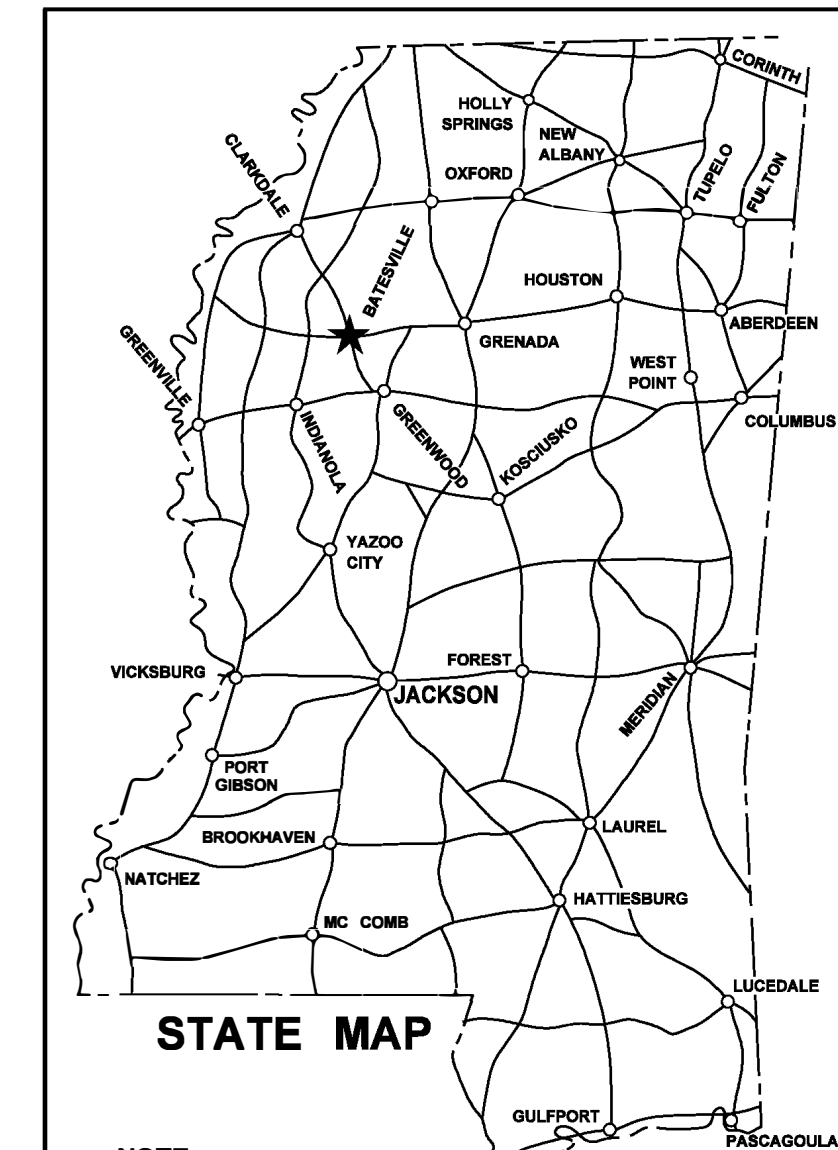 CORINTH
HOLLY
SPRINGS
NEW
ALBANY
CLARKDALE
OXFORD
TUPELO
FULTON
BATESVILLE
HOUSTON
ABERDEEN
GRENADA
GREENVILLE
WEST
POINT
COLUMBUS
INDIANOLA
GREENWOOD
KOSCIUSKO
YAZOO
CITY
VICKSBURG
FOREST
JACKSON
MERIDIAN
PORT
GIBSON
BROOKHAVEN
LAUREL
NATCHEZ
HATTIESBURG
MC COMB
LUCEDALE
STATE MAP
GULFPORT
PASCAGOULA
NOTE